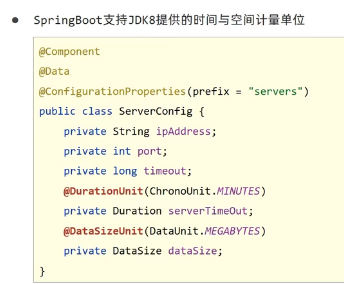 ● SpringBoot支持JDK8提供的时间与空间计量单位
@Component
@Data
@ConfigurationProperties(prefix = "servers")
public class ServerConfig {
    private String ipAddress;
    private int port;
    private long timeout;
    @DurationUnit(ChronoUnit.MINUTES)
    private Duration serverTimeOut;
    @DataSizeUnit(DataUnit.MEGABYTES)
    private DataSize dataSize;
}